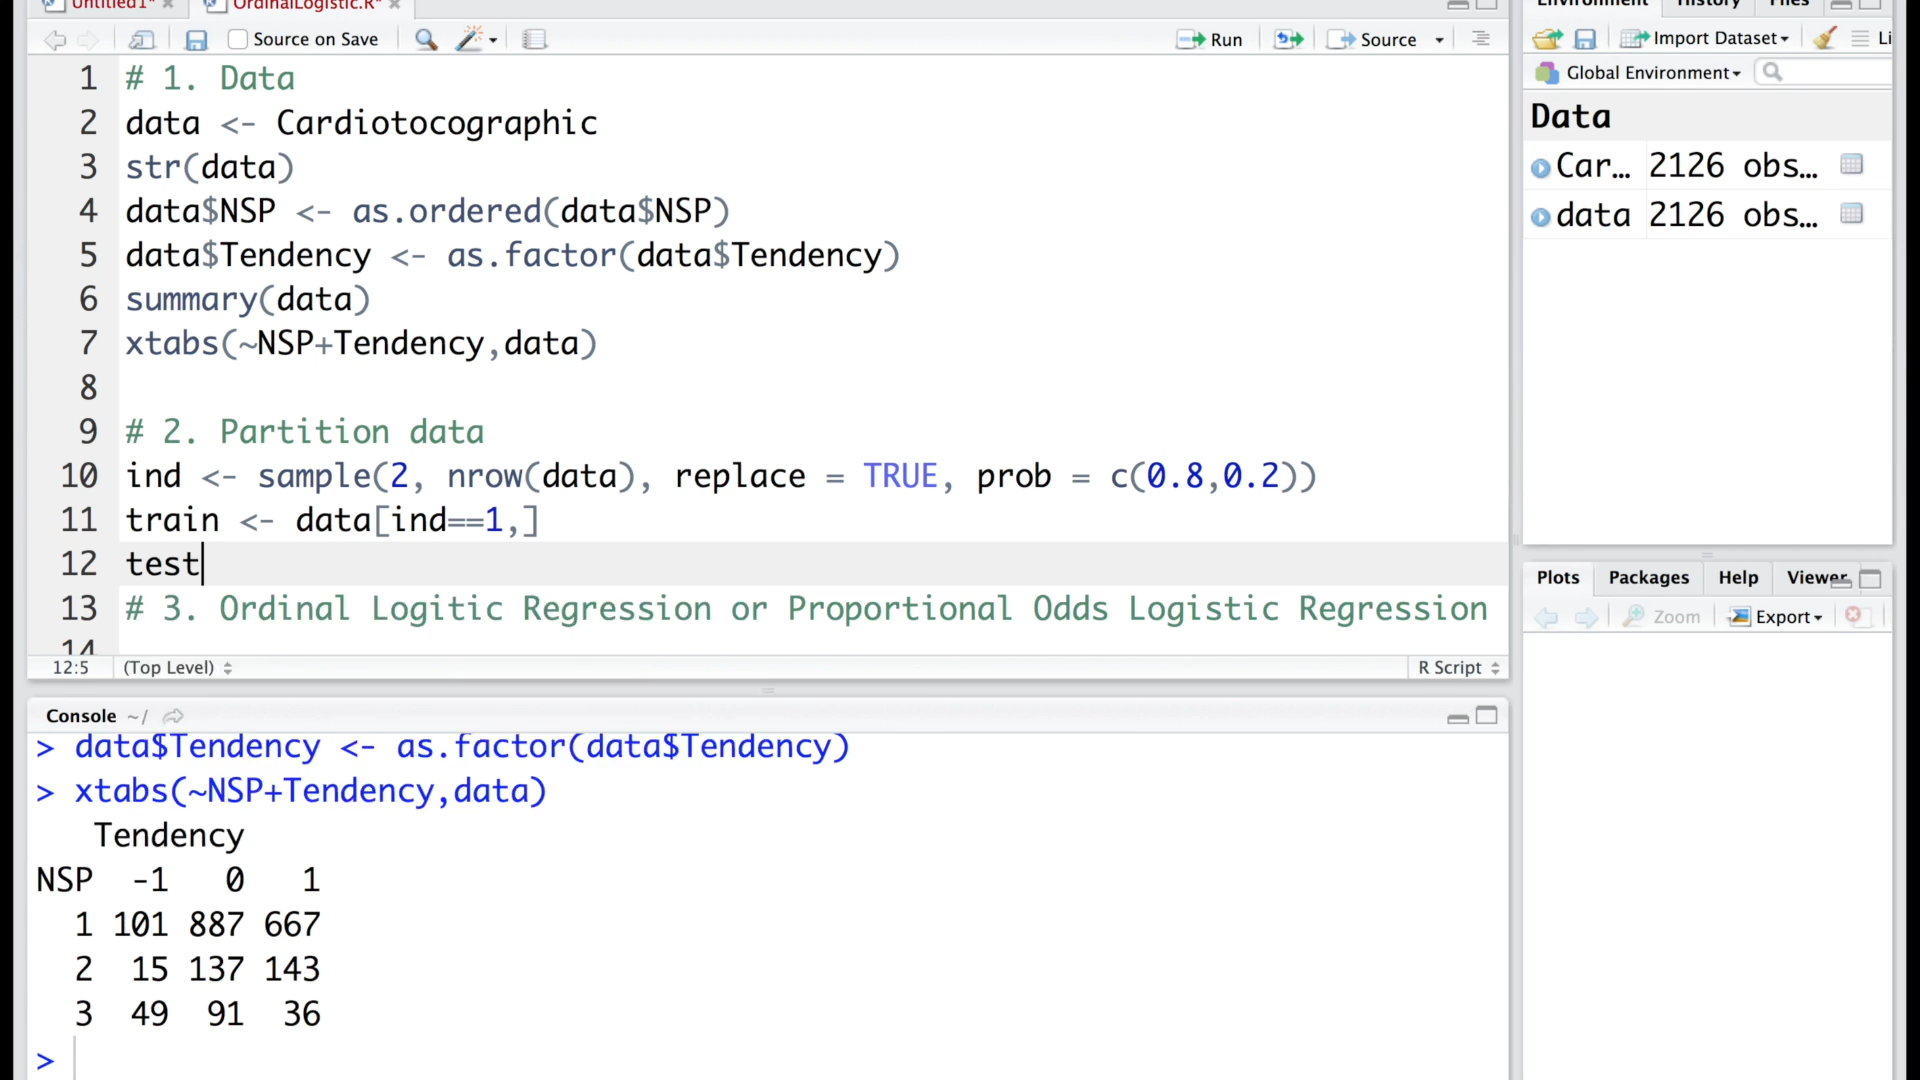 Untitled1*
OrdinalLogistic.R*
Source on Save
Run
Source
1 # 1. Data
2 data <- Cardiotocographic
3 str(data)
4 data$NSP <- as.ordered(data$NSP)
5 data$Tendency <- as.factor(data$Tendency)
6 summary(data)
7 xtabs(~NSP+Tendency,data)
8
9 # 2. Partition data
10 ind <- sample(2, nrow(data), replace = TRUE, prob = c(0.8,0.2))
11 train <- data[ind==1,]
12 test
13 # 3. Ordinal Logitic Regression or Proportional Odds Logistic Regression
14
12:5 (Top Level) R Script
Console ~/
> data$Tendency <- as.factor(data$Tendency)
> xtabs(~NSP+Tendency,data)
Tendency
NSP -1 0 1
1 101 887 667
2 15 137 143
3 49 91 36
>
Environment History Files
Import Dataset Li
Global Environment
Data
Car... 2126 obs...
data 2126 obs...
Plots Packages Help Viewer
Zoom Export